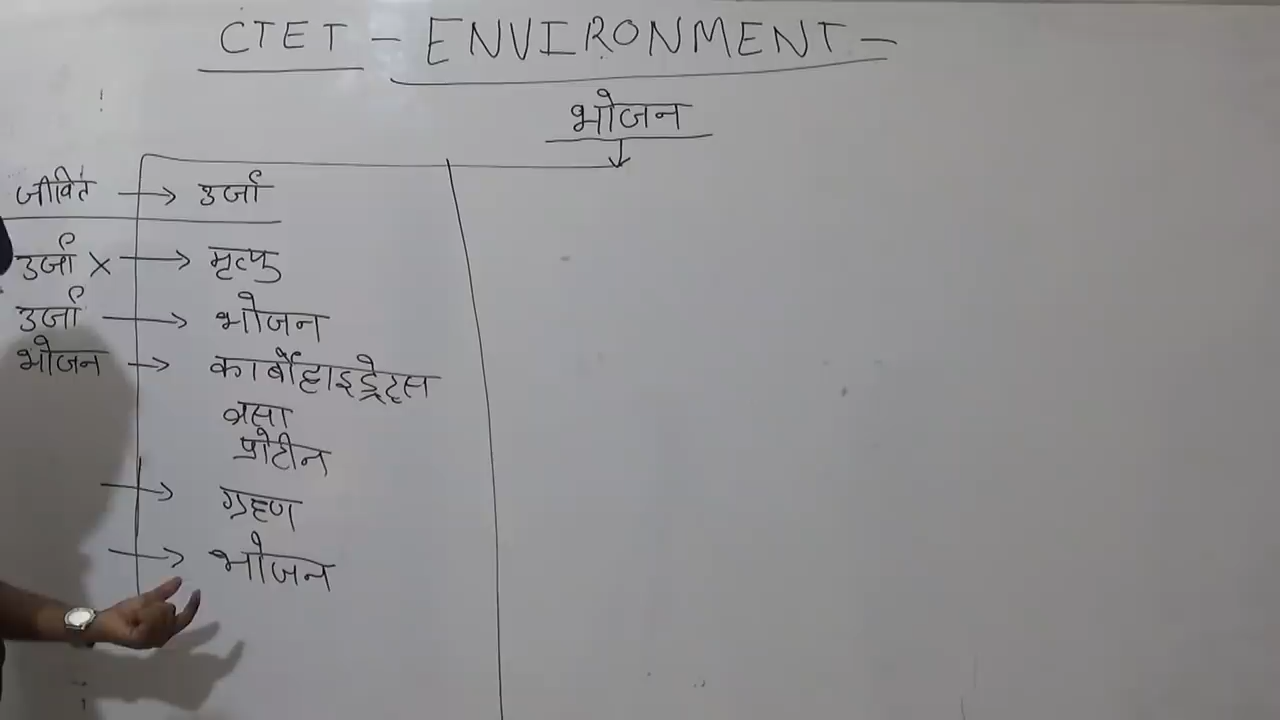 CTET - ENVIRONMENT -
भोजन
जीवित → उर्जा
उर्जा × → मृत्यु
उर्जा → भोजन
भोजन → कार्बोहाइड्रेट्स
वसा
प्रोटीन
→ ग्रहण
→ भोजन